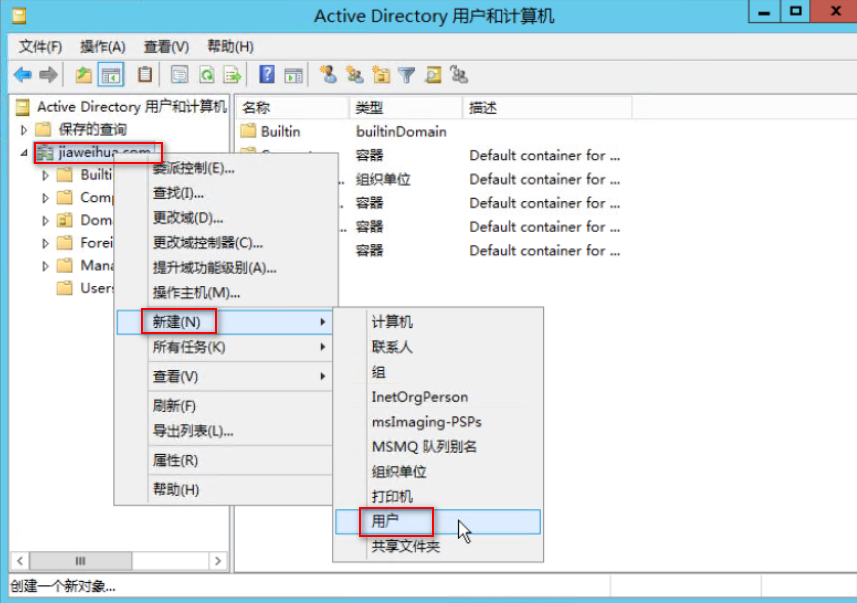 Active Directory 用户和计算机
文件(F) 操作(A) 查看(V) 帮助(H)
Active Directory 用户和计算机
保存的查询
jiaweihua.com
Builti
Comp
Dom
Forei
Mana
Users
名称 类型 描述
Builtin builtinDomain
容器 Default container for ...
组织单位 Default container for ...
容器 Default container for ...
容器 Default container for ...
容器 Default container for ...
委派控制(E)...
查找(I)...
更改域(D)...
更改域控制器(C)...
提升域功能级别(A)...
操作主机(M)...
新建(N)
所有任务(K)
查看(V)
刷新(F)
导出列表(L)...
属性(R)
帮助(H)
计算机
联系人
组
InetOrgPerson
msImaging-PSPs
MSMQ 队列别名
组织单位
打印机
用户
共享文件夹
创建一个新对象...